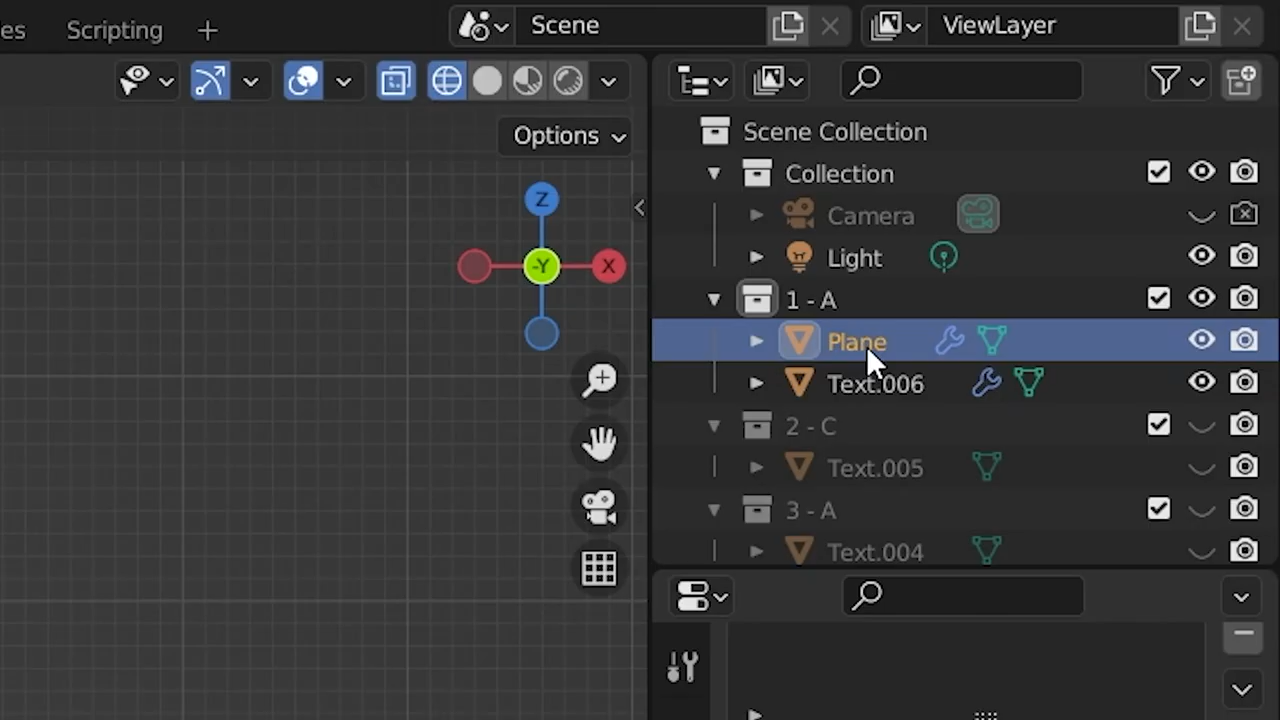 es
Scripting
Scene
ViewLayer
Options
Scene Collection
Collection
Camera
Light
1 - A
Plane
Text.006
2 - C
Text.005
3 - A
Text.004
Z
-Y
X